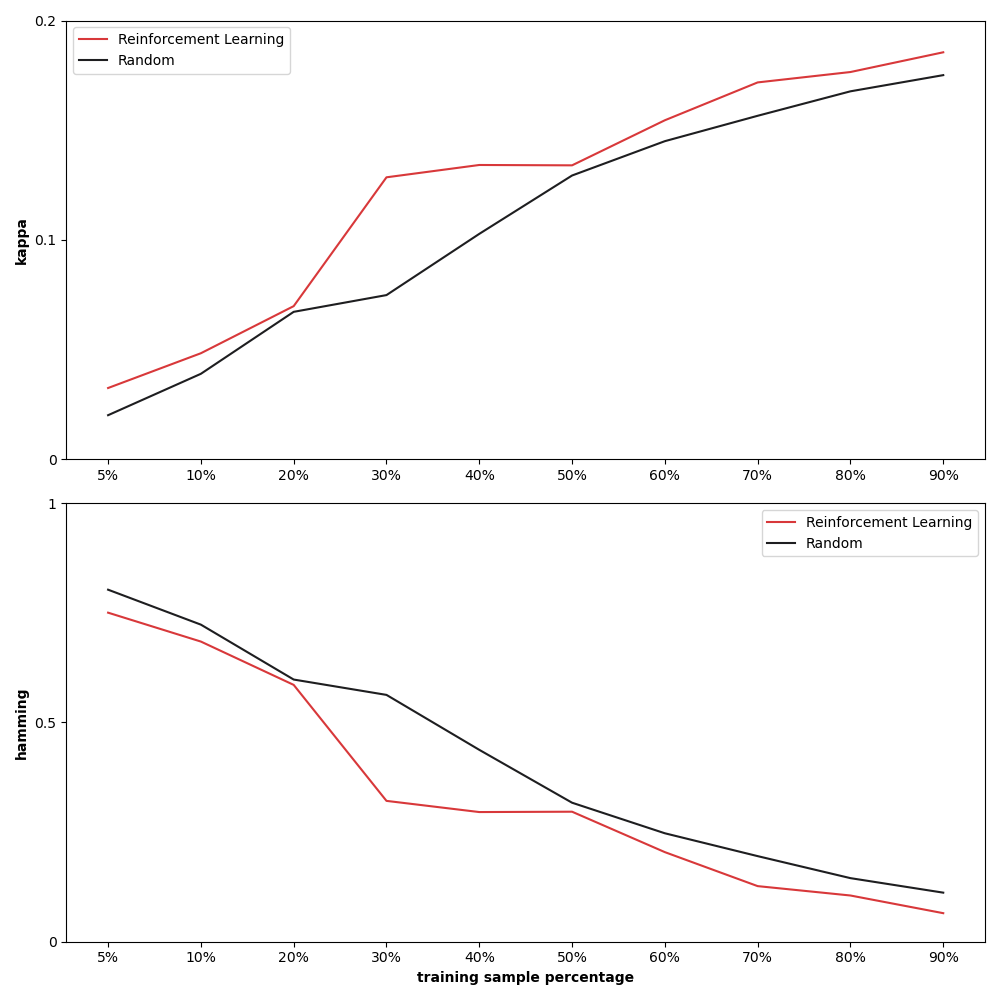 0.2
Reinforcement Learning
Random
0.1
kappa
0
5% 10% 20% 30% 40% 50% 60% 70% 80% 90%
1
Reinforcement Learning
Random
0.5
hamming
0
5% 10% 20% 30% 40% 50% 60% 70% 80% 90%
training sample percentage